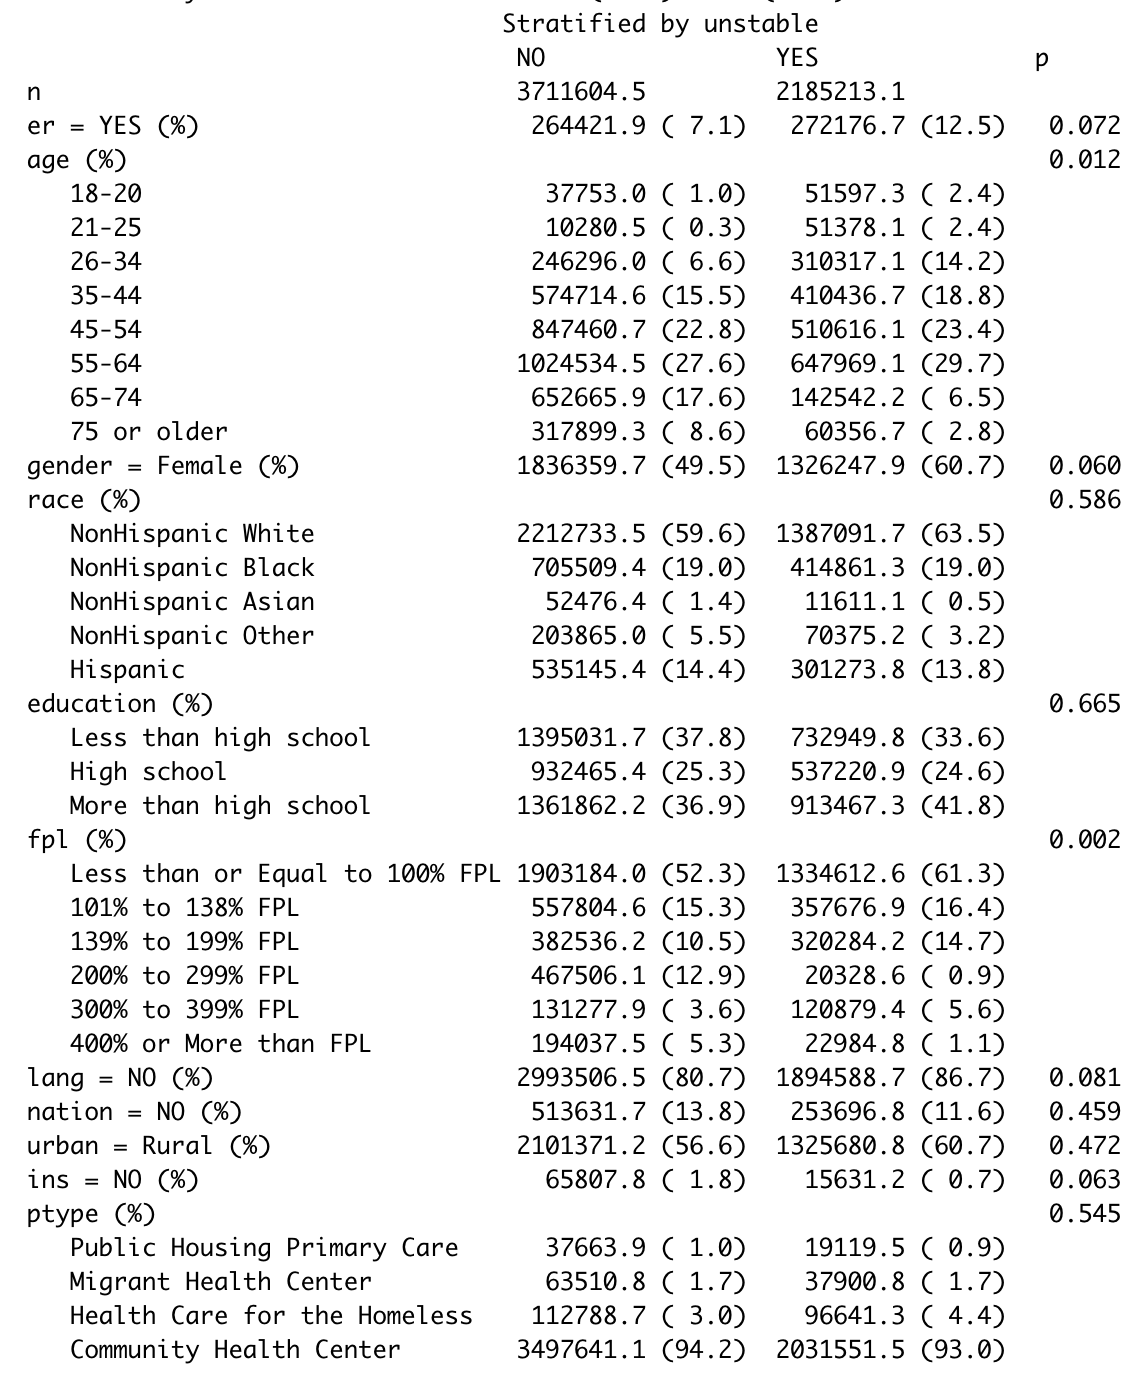 Stratified by unstable
NO YES p
n 3711604.5 2185213.1
er = YES (%) 264421.9 ( 7.1) 272176.7 (12.5) 0.072
age (%) 0.012
18-20 37753.0 ( 1.0) 51597.3 ( 2.4)
21-25 10280.5 ( 0.3) 51378.1 ( 2.4)
26-34 246296.0 ( 6.6) 310317.1 (14.2)
35-44 574714.6 (15.5) 410436.7 (18.8)
45-54 847460.7 (22.8) 510616.1 (23.4)
55-64 1024534.5 (27.6) 647969.1 (29.7)
65-74 652665.9 (17.6) 142542.2 ( 6.5)
75 or older 317899.3 ( 8.6) 60356.7 ( 2.8)
gender = Female (%) 1836359.7 (49.5) 1326247.9 (60.7) 0.060
race (%) 0.586
NonHispanic White 2212733.5 (59.6) 1387091.7 (63.5)
NonHispanic Black 705509.4 (19.0) 414861.3 (19.0)
NonHispanic Asian 52476.4 ( 1.4) 11611.1 ( 0.5)
NonHispanic Other 203865.0 ( 5.5) 70375.2 ( 3.2)
Hispanic 535145.4 (14.4) 301273.8 (13.8)
education (%) 0.665
Less than high school 1395031.7 (37.8) 732949.8 (33.6)
High school 932465.4 (25.3) 537220.9 (24.6)
More than high school 1361862.2 (36.9) 913467.3 (41.8)
fpl (%) 0.002
Less than or Equal to 100% FPL 1903184.0 (52.3) 1334612.6 (61.3)
101% to 138% FPL 557804.6 (15.3) 357676.9 (16.4)
139% to 199% FPL 382536.2 (10.5) 320284.2 (14.7)
200% to 299% FPL 467506.1 (12.9) 20328.6 ( 0.9)
300% to 399% FPL 131277.9 ( 3.6) 120879.4 ( 5.6)
400% or More than FPL 194037.5 ( 5.3) 22984.8 ( 1.1)
lang = NO (%) 2993506.5 (80.7) 1894588.7 (86.7) 0.081
nation = NO (%) 513631.7 (13.8) 253696.8 (11.6) 0.459
urban = Rural (%) 2101371.2 (56.6) 1325680.8 (60.7) 0.472
ins = NO (%) 65807.8 ( 1.8) 15631.2 ( 0.7) 0.063
ptype (%) 0.545
Public Housing Primary Care 37663.9 ( 1.0) 19119.5 ( 0.9)
Migrant Health Center 63510.8 ( 1.7) 37900.8 ( 1.7)
Health Care for the Homeless 112788.7 ( 3.0) 96641.3 ( 4.4)
Community Health Center 3497641.1 (94.2) 2031551.5 (93.0)